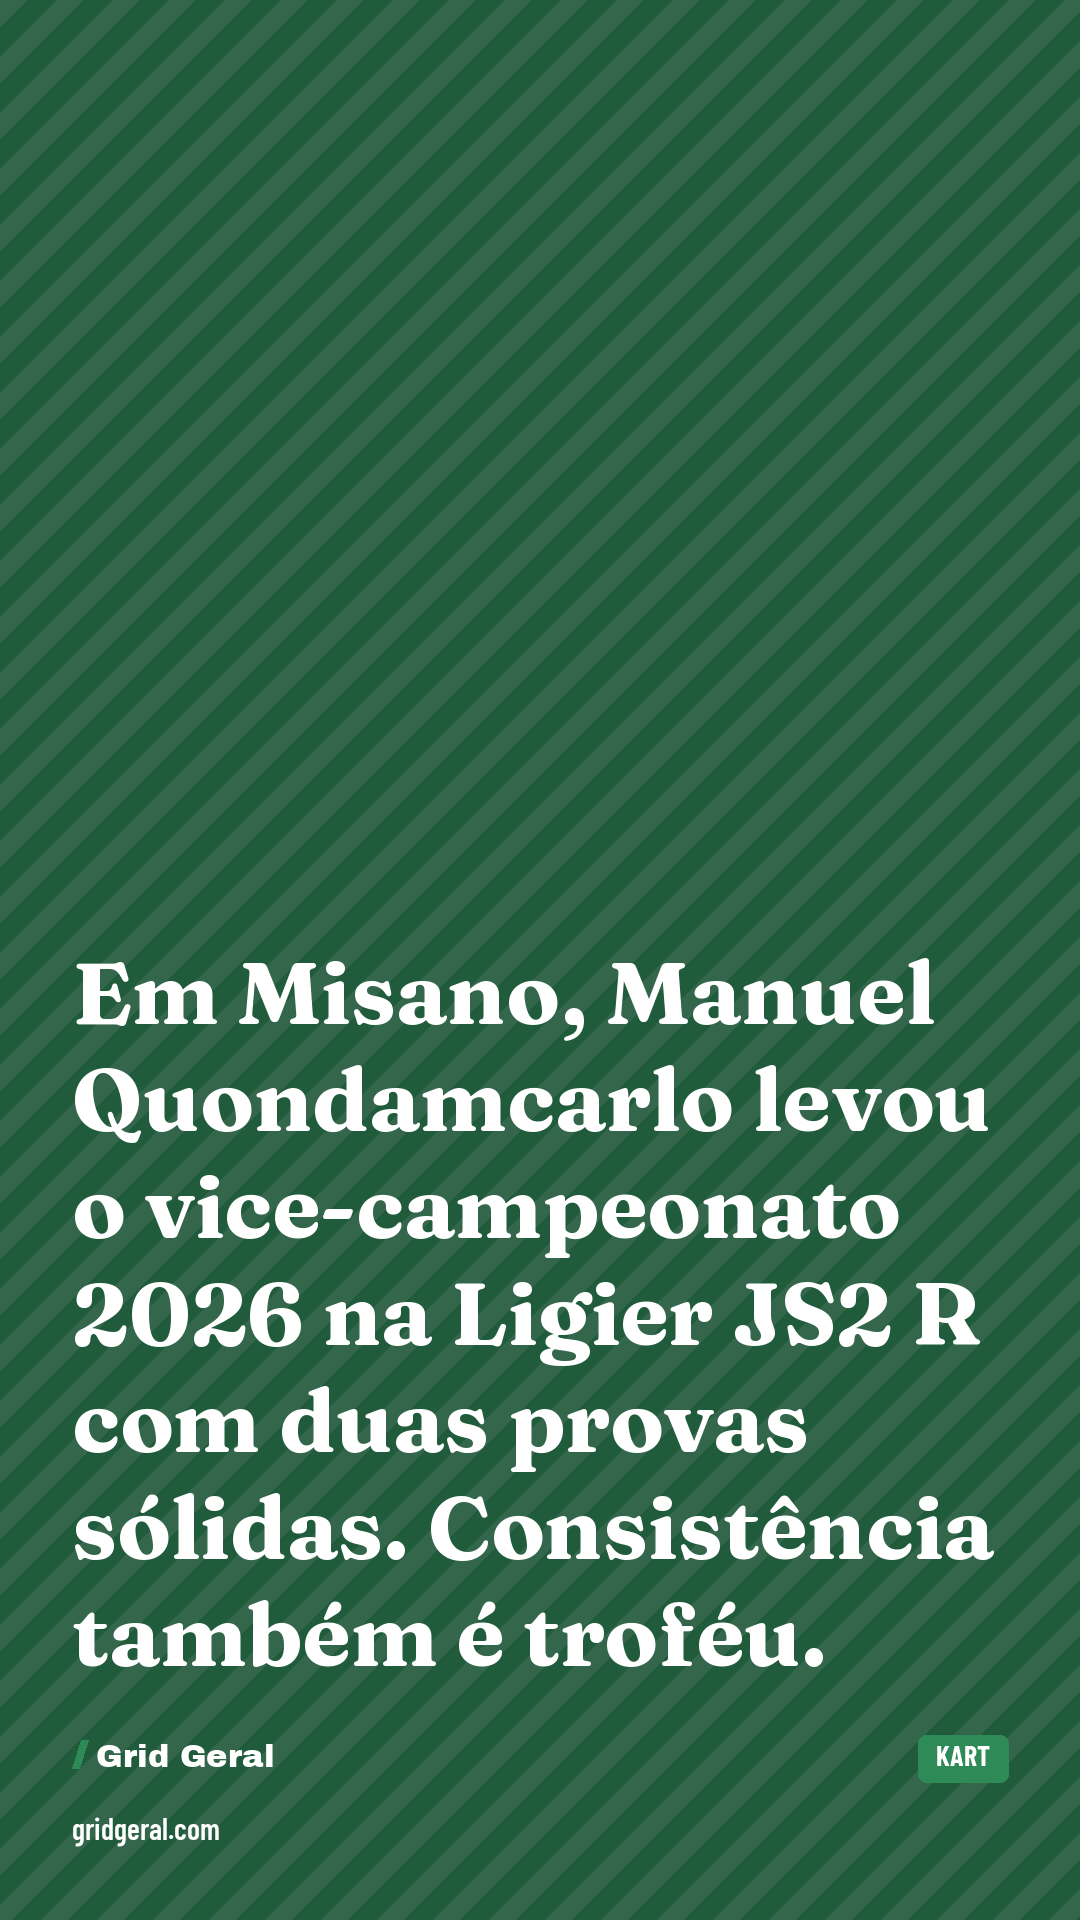 Em Misano, Manuel
Quondamcarlo levou
o vice-campeonato
2026 na Ligier JS2 R
com duas provas
sólidas. Consistência
também é troféu.
/ Grid Geral
KART
gridgeral.com